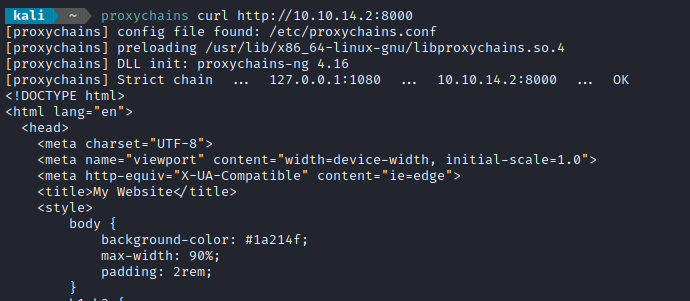 kali ~ proxychains curl http://10.10.14.2:8000
[proxychains] config file found: /etc/proxychains.conf
[proxychains] preloading /usr/lib/x86_64-linux-gnu/libproxychains.so.4
[proxychains] DLL init: proxychains-ng 4.16
[proxychains] Strict chain  ...  127.0.0.1:1080  ...  10.10.14.2:8000  ...  OK
<!DOCTYPE html>
<html lang="en">
  <head>
    <meta charset="UTF-8">
    <meta name="viewport" content="width=device-width, initial-scale=1.0">
    <meta http-equiv="X-UA-Compatible" content="ie=edge">
    <title>My Website</title>
    <style>
        body {
            background-color: #1a214f;
            max-width: 90%;
            padding: 2rem;
        }